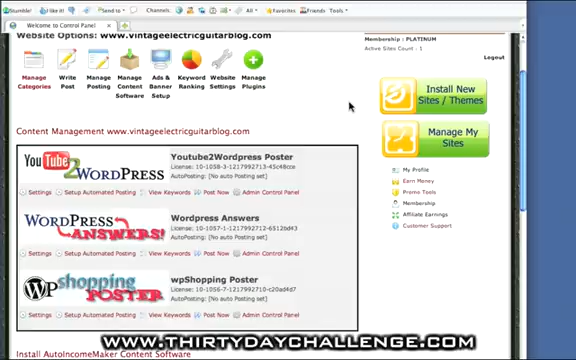 Stumble!
I like it!
Send to
Channels:
All
Favorites
Friends
Tools
Welcome to Control Panel
Website Options: www.vintageelectricguitarblog.com
Membership : PLATINUM
Active Sites Count - 1
Logout
Manage Categories
Write Post
Manage Posting
Manage Content Software
Ads & Banner Setup
Keyword Ranking
Website Settings
Manage Plugins
Install New
Sites / Themes
Manage My
Sites
My Profile
Earn Money
Promo Tools
Membership
Affiliate Earnings
Customer Support
Content Management www.vintageelectricguitarblog.com
YouTube 2 WORDPRESS
Youtube2Wordpress Poster
AutoPosting: [No auto Posting set]
Settings Setup Automated Posting View Keywords Post Now Admin Control Panel
WORDPRESS ANSWERS!
Wordpress Answers
AutoPosting: [No auto Posting set]
Settings Setup Automated Posting View Keywords Post Now Admin Control Panel
WP shopping POSTER
wpShopping Poster
AutoPosting: [No auto Posting set]
Settings Setup Automated Posting View Keywords Post Now Admin Control Panel
WWW.THIRTYDAYCHALLENGE.COM
Install AutoIncomeMaker Content Software